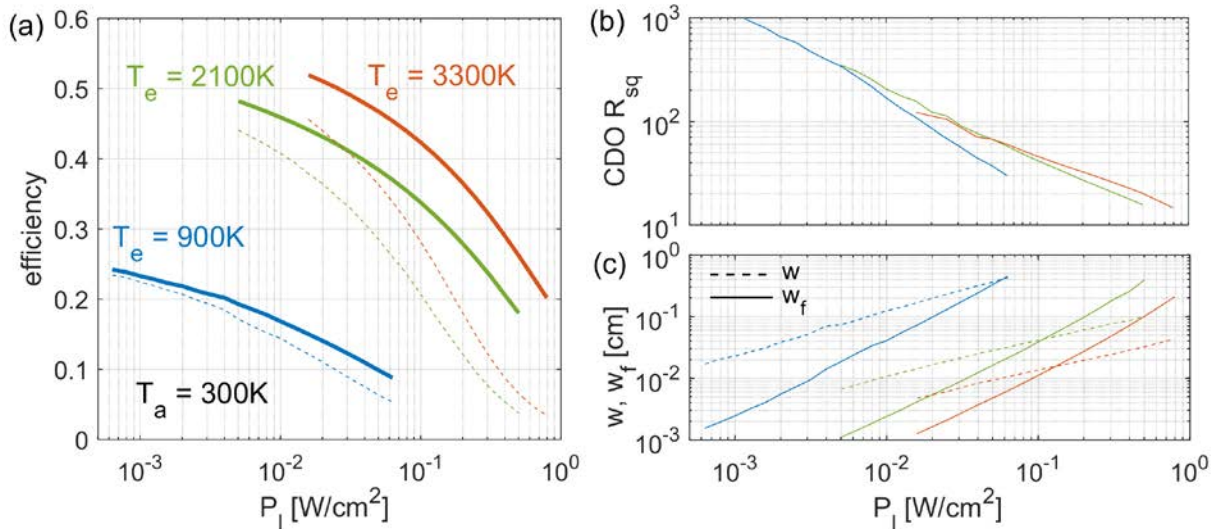 (a)
0.6
0.5
0.4
0.3
0.2
0.1
0
efficiency
T_e = 2100K
T_e = 3300K
T_e = 900K
T_a = 300K
10^-3
10^-2
10^-1
10^0
P_l [W/cm^2]
(b)
10^3
10^2
10^1
CDO R_sq
(c)
10^0
10^-1
10^-2
10^-3
w, w_f [cm]
w
w_f
10^-3
10^-2
10^-1
10^0
P_l [W/cm^2]